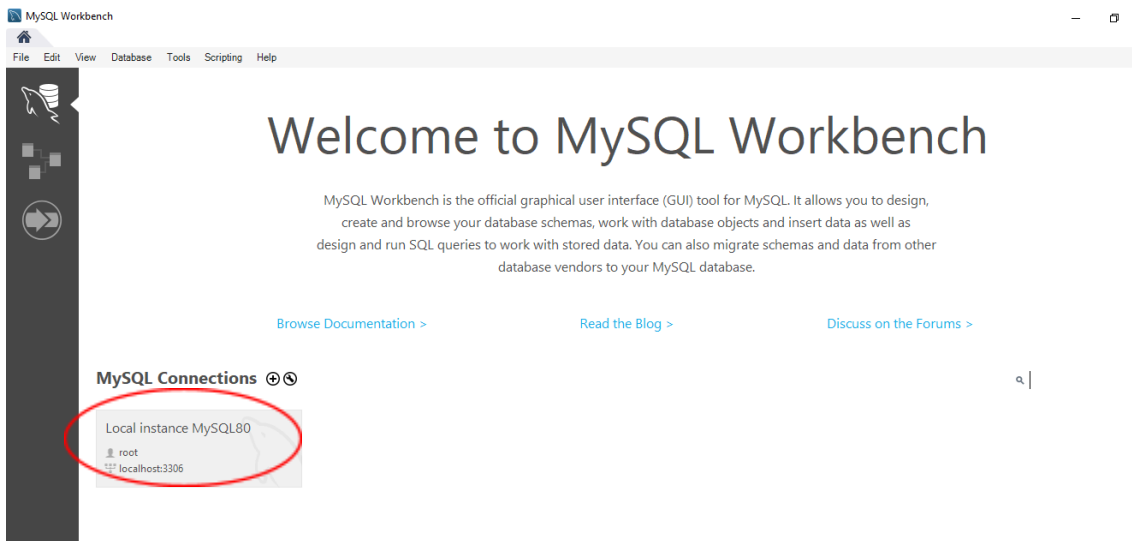 MySQL Workbench
File Edit View Database Tools Scripting Help
Welcome to MySQL Workbench
MySQL Workbench is the official graphical user interface (GUI) tool for MySQL. It allows you to design,
create and browse your database schemas, work with database objects and insert data as well as
design and run SQL queries to work with stored data. You can also migrate schemas and data from other
database vendors to your MySQL database.
Browse Documentation > Read the Blog > Discuss on the Forums >
MySQL Connections
Local instance MySQL80
root
localhost:3306